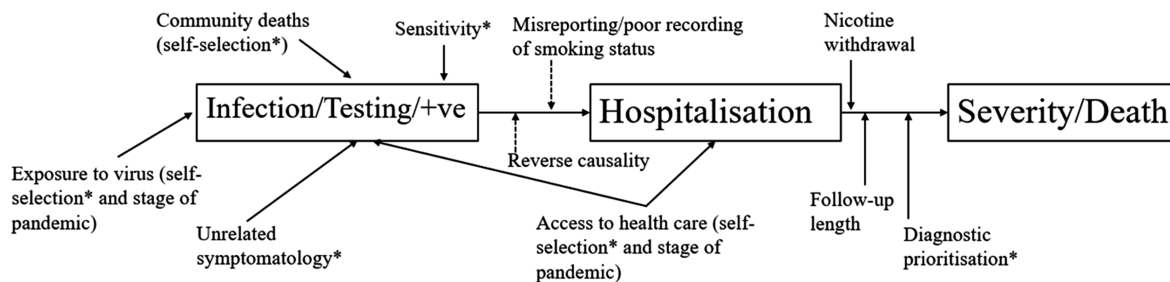 Community deaths
(self-selection*)
Sensitivity*
Misreporting/poor recording
of smoking status
Nicotine
withdrawal
Infection/Testing/+ve
Hospitalisation
Severity/Death
Reverse causality
Exposure to virus (self-
selection* and stage of
pandemic)
Unrelated
symptomatology*
Access to health care (self-
selection* and stage of
pandemic)
Follow-up
length
Diagnostic
prioritisation*